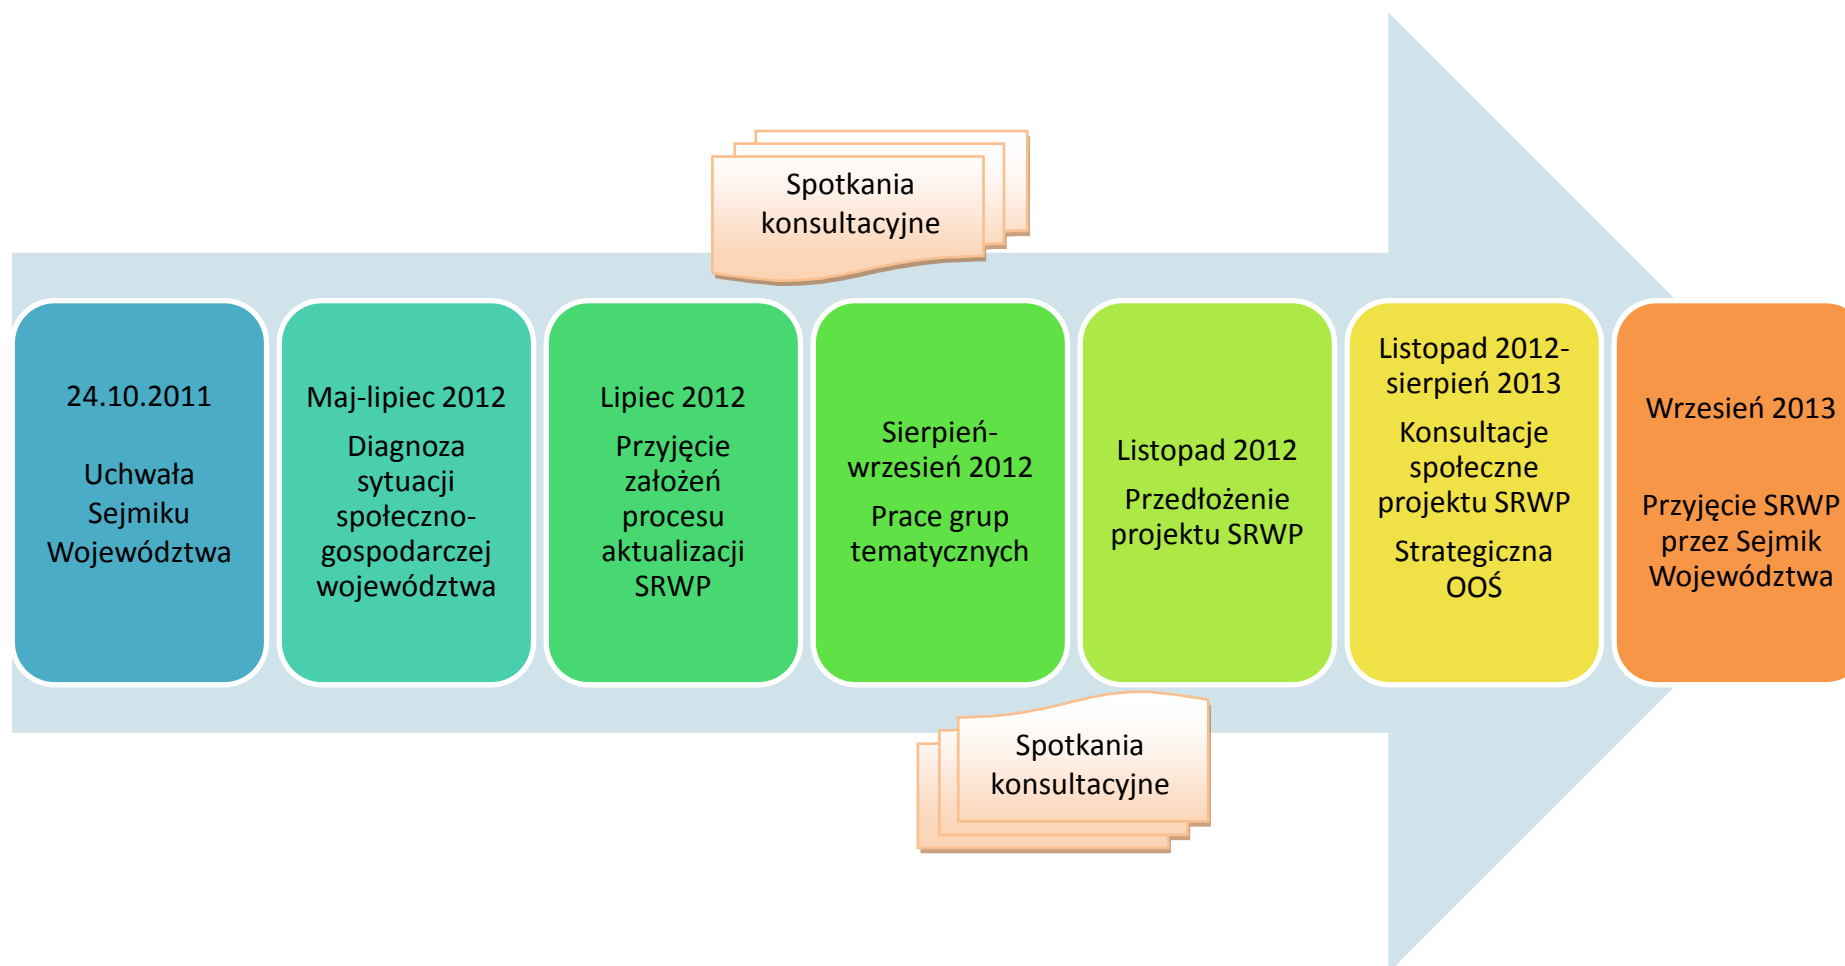 Spotkania
konsultacyjne
24.10.2011
Uchwała
Sejmiku
Województwa
Maj-lipiec 2012
Diagnoza
sytuacji
społeczno-
gospodarczej
województwa
Lipiec 2012
Przyjęcie
założeń
procesu
aktualizacji
SRWP
Sierpień-
wrzesień 2012
Prace grup
tematycznych
Listopad 2012
Przedłożenie
projektu SRWP
Listopad 2012-
sierpień 2013
Konsultacje
społeczne
projektu SRWP
Strategiczna
OOŚ
Wrzesień 2013
Przyjęcie SRWP
przez Sejmik
Województwa
Spotkania
konsultacyjne